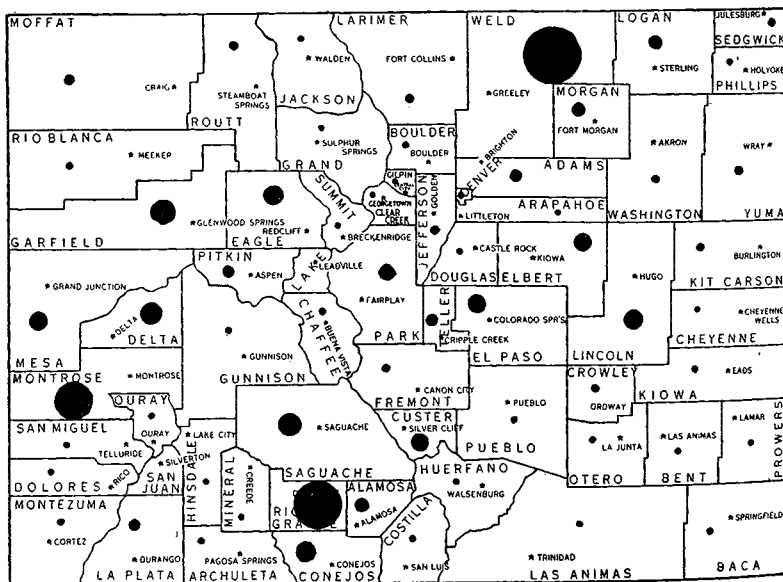 MOFFAT
CRAIG
ROUTT
STEAMBOAT
SPRINGS
WALDEN
JACKSON
LARIMER
FORT COLLINS
WELD
GREELEY
LOGAN
STERLING
JULESBURG
SEDGWICK
HOLYOKE
PHILLIPS
MORGAN
FORT MORGAN
RIO BLANCA
MEEKER
SULPHUR
SPRINGS
GRAND
BOULDER
BOULDER
GILPIN
BRIGHTON
ADAMS
AKRON
WASHINGTON
WRAY
YUMA
GARFIELD
GLENWOOD SPRINGS
EAGLE
REDCLIFF
SUMMIT
BRECKENRIDGE
GEORGETOWN
CLEAR
CREEK
JEFFERSON
GOLDEN
DENVER
LITTLETON
ARAPAHOE
PITKIN
ASPEN
LAKE
LEADVILLE
FAIRPLAY
PARK
CASTLE ROCK
DOUGLAS
KIOWA
ELBERT
HUGO
LINCOLN
BURLINGTON
KIT CARSON
CHEYENNE
WELLS
CHEYENNE
GRAND JUNCTION
MESA
DELTA
DELTA
GUNNISON
GUNNISON
CHAFFEE
BUENA VISTA
CRIPPLE CREEK
COLORADO SPR'S
EL PASO
MONTROSE
MONTROSE
OURAY
OURAY
FREMONT
CANON CITY
CROWLEY
ORDWAY
KIOWA
EADS
SAN MIGUEL
TELLURIDE
LAKE CITY
SAGUACHE
SAGUACHE
CUSTER
SILVER CLIFF
PUEBLO
PUEBLO
LA JUNTA
OTERO
LAS ANIMAS
BENT
LAMAR
PROWERS
DOLORES
RICO
SILVERTON
SAN
JUAN
HINSDALE
MINERAL
CREEDE
ALAMOSA
ALAMOSA
COSTILLA
HUERFANO
WALSENBURG
MONTEZUMA
CORTEZ
DURANGO
LA PLATA
PAGOSA SPRINGS
ARCHULETA
CONEJOS
CONEJOS
SAN LUIS
TRINIDAD
LAS ANIMAS
SPRINGFIELD
BACA